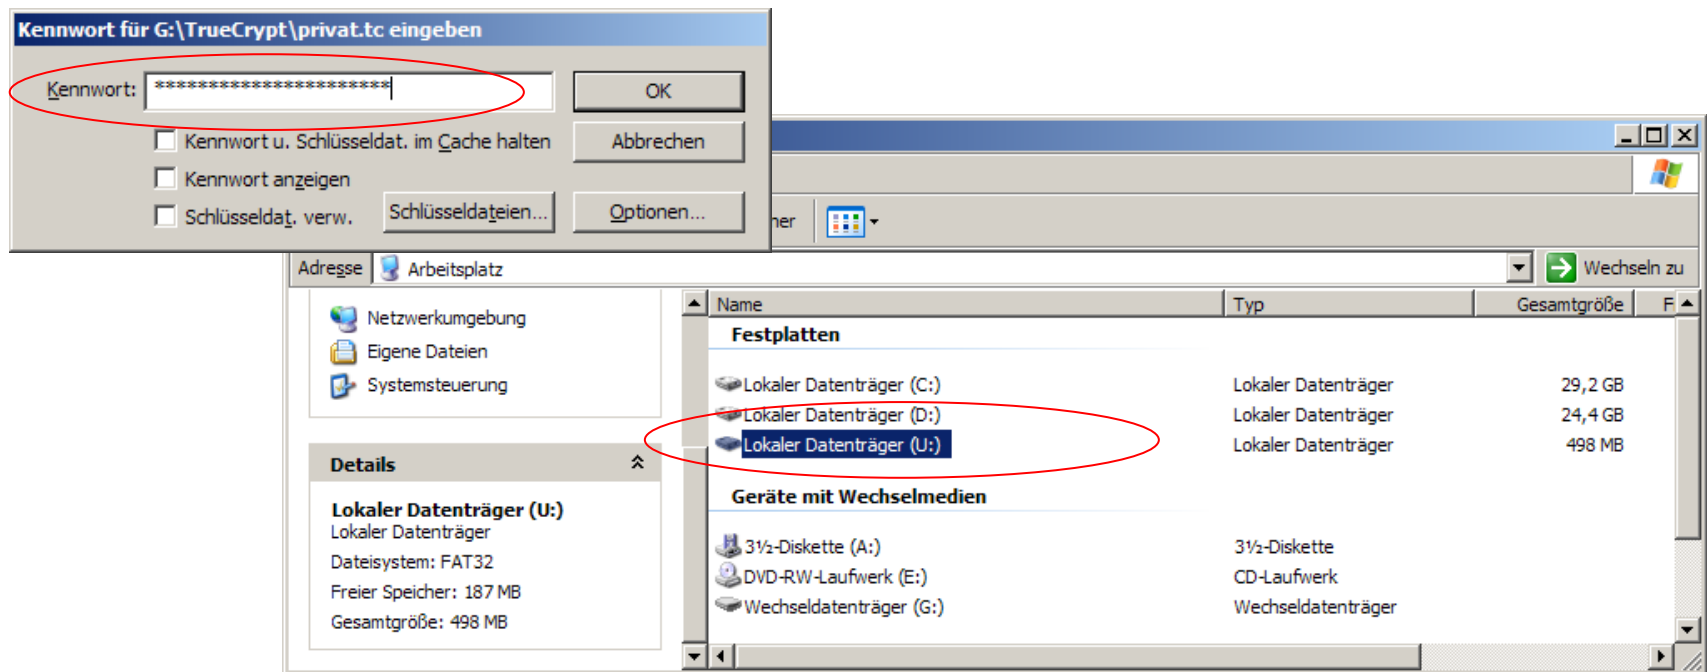 Kennwort für G:\TrueCrypt\privat.tc eingeben
Kennwort: **********************
OK
Kennwort u. Schlüsseldat. im Cache halten
Abbrechen
Kennwort anzeigen
Schlüsseldat. verw.
Schlüsseldateien...
Optionen...
ner
Adresse Arbeitsplatz Wechseln zu
Netzwerkumgebung
Eigene Dateien
Systemsteuerung
Details
Lokaler Datenträger (U:)
Lokaler Datenträger
Dateisystem: FAT32
Freier Speicher: 187 MB
Gesamtgröße: 498 MB
Name Typ Gesamtgröße F
Festplatten
Lokaler Datenträger (C:) Lokaler Datenträger 29,2 GB
Lokaler Datenträger (D:) Lokaler Datenträger 24,4 GB
Lokaler Datenträger (U:) Lokaler Datenträger 498 MB
Geräte mit Wechselmedien
3½-Diskette (A:) 3½-Diskette
DVD-RW-Laufwerk (E:) CD-Laufwerk
Wechseldatenträger (G:) Wechseldatenträger